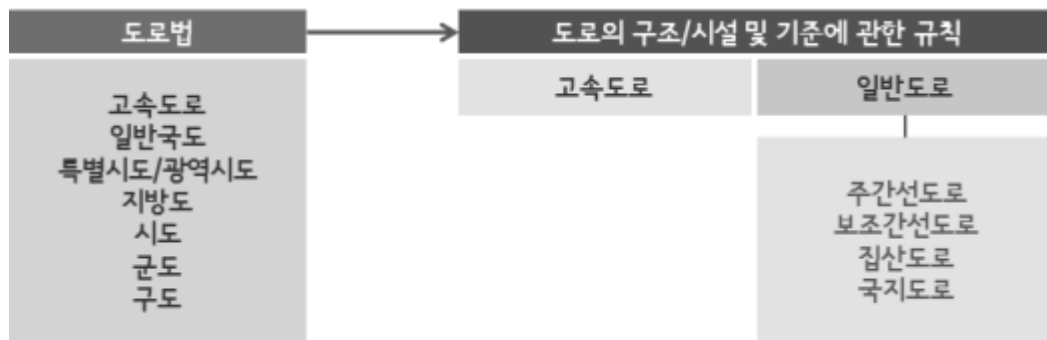 도로법
고속도로
일반국도
특별시도/광역시도
지방도
시도
군도
구도
도로의 구조/시설 및 기준에 관한 규칙
고속도로
일반도로
주간선도로
보조간선도로
집산도로
국지도로